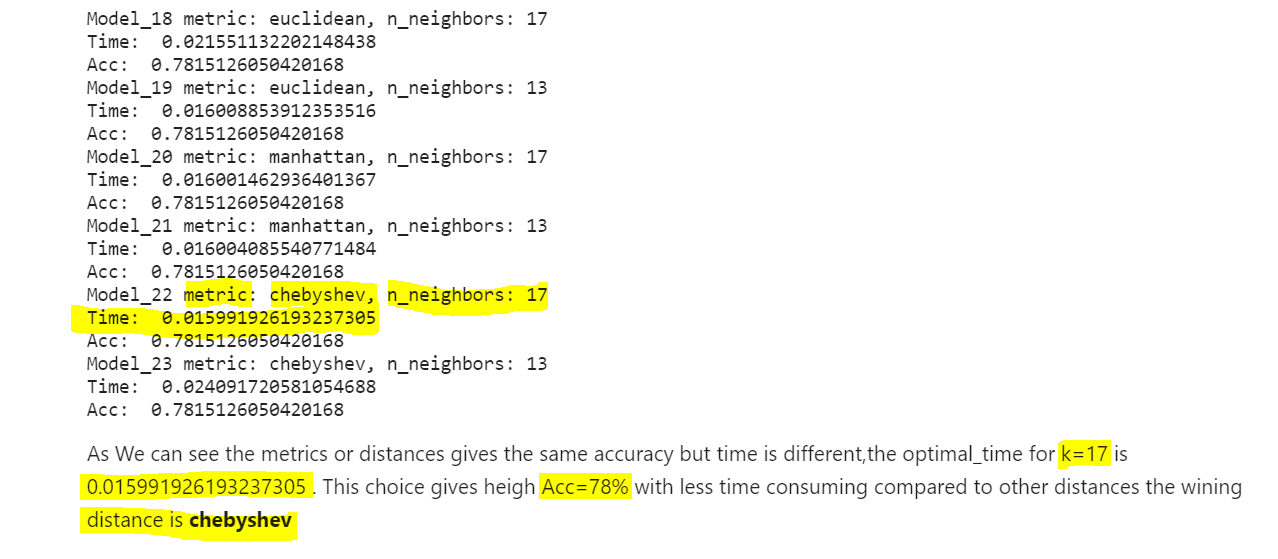 Model_18 metric: euclidean, n_neighbors: 17
Time:  0.021551132202148438
Acc:  0.7815126050420168
Model_19 metric: euclidean, n_neighbors: 13
Time:  0.016008853912353516
Acc:  0.7815126050420168
Model_20 metric: manhattan, n_neighbors: 17
Time:  0.016001462936401367
Acc:  0.7815126050420168
Model_21 metric: manhattan, n_neighbors: 13
Time:  0.016004085540771484
Acc:  0.7815126050420168
Model_22 metric: chebyshev, n_neighbors: 17
Time:  0.015991926193237305
Acc:  0.7815126050420168
Model_23 metric: chebyshev, n_neighbors: 13
Time:  0.024091720581054688
Acc:  0.7815126050420168
As We can see the metrics or distances gives the same accuracy but time is different,the optimal_time for k=17 is
0.015991926193237305 . This choice gives heigh Acc=78% with less time consuming compared to other distances the wining
distance is chebyshev